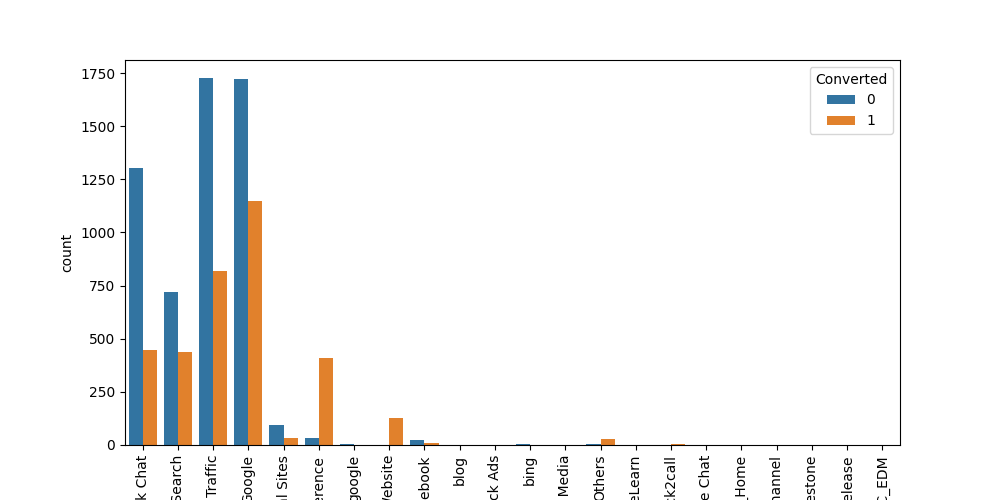 1750
1500
1250
1000
750
500
250
0
count
Converted
0
1
k Chat
Search
Traffic
Google
l Sites
erence
google
Website
ebook
blog
ck Ads
bing
Media
Others
eLearn
k2call
e Chat
_Home
hannel
estone
elease
C_EDM